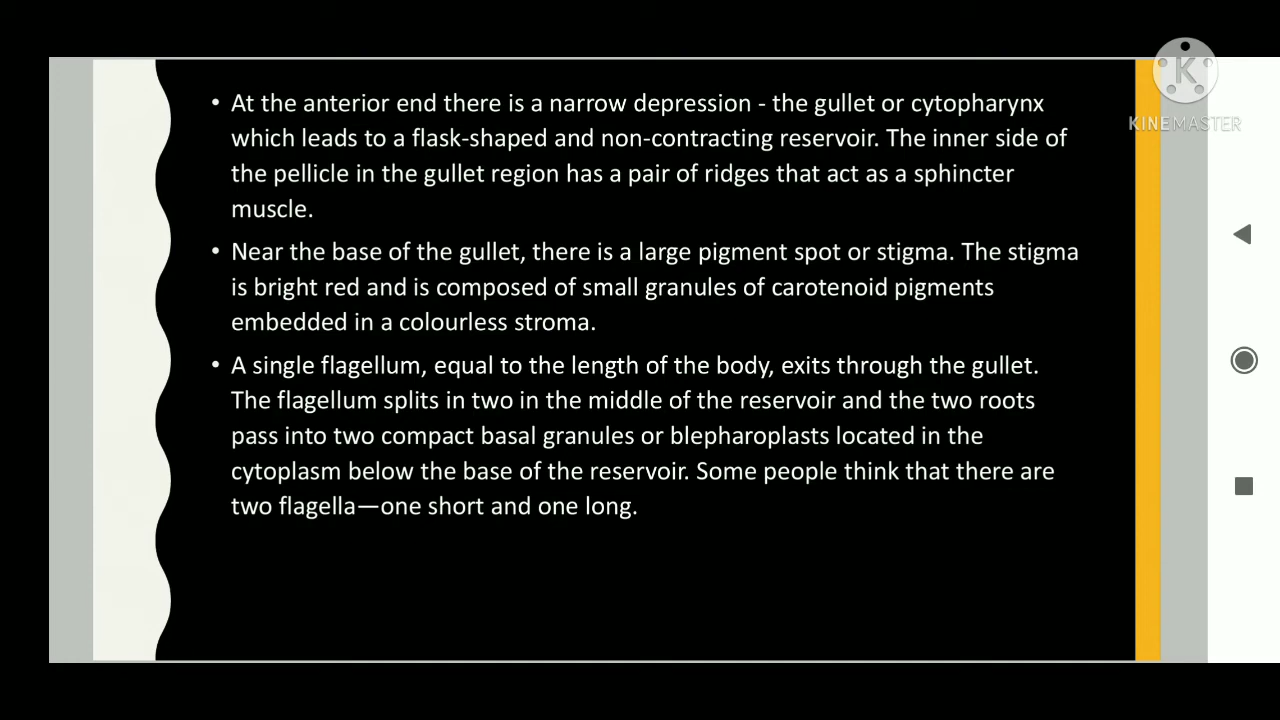 • At the anterior end there is a narrow depression - the gullet or cytopharynx
which leads to a flask-shaped and non-contracting reservoir. The inner side of
the pellicle in the gullet region has a pair of ridges that act as a sphincter
muscle.
• Near the base of the gullet, there is a large pigment spot or stigma. The stigma
is bright red and is composed of small granules of carotenoid pigments
embedded in a colourless stroma.
• A single flagellum, equal to the length of the body, exits through the gullet.
The flagellum splits in two in the middle of the reservoir and the two roots
pass into two compact basal granules or blepharoplasts located in the
cytoplasm below the base of the reservoir. Some people think that there are
two flagella—one short and one long.
K
KINEMASTER